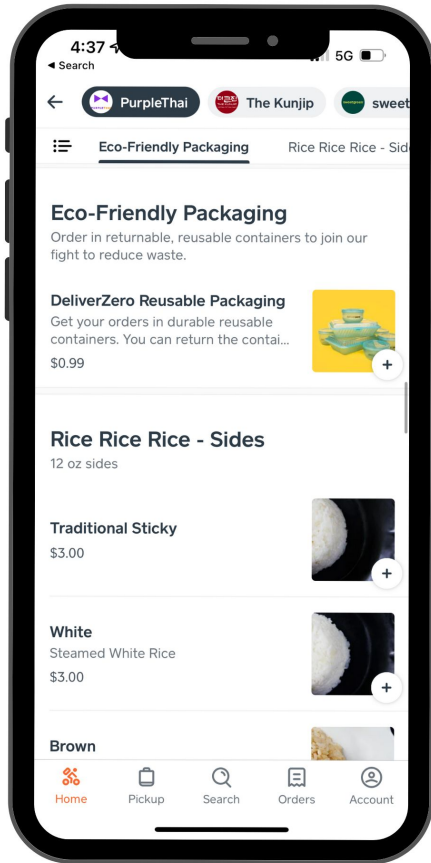 4:37
5G
◄ Search
PurpleThai
The Kunjip
sweet
Eco-Friendly Packaging
Rice Rice Rice - Sid
Eco-Friendly Packaging
Order in returnable, reusable containers to join our
fight to reduce waste.
DeliverZero Reusable Packaging
Get your orders in durable reusable
containers. You can return the contai...
$0.99
Rice Rice Rice - Sides
12 oz sides
Traditional Sticky
$3.00
White
Steamed White Rice
$3.00
Brown
Home
Pickup
Search
Orders
Account